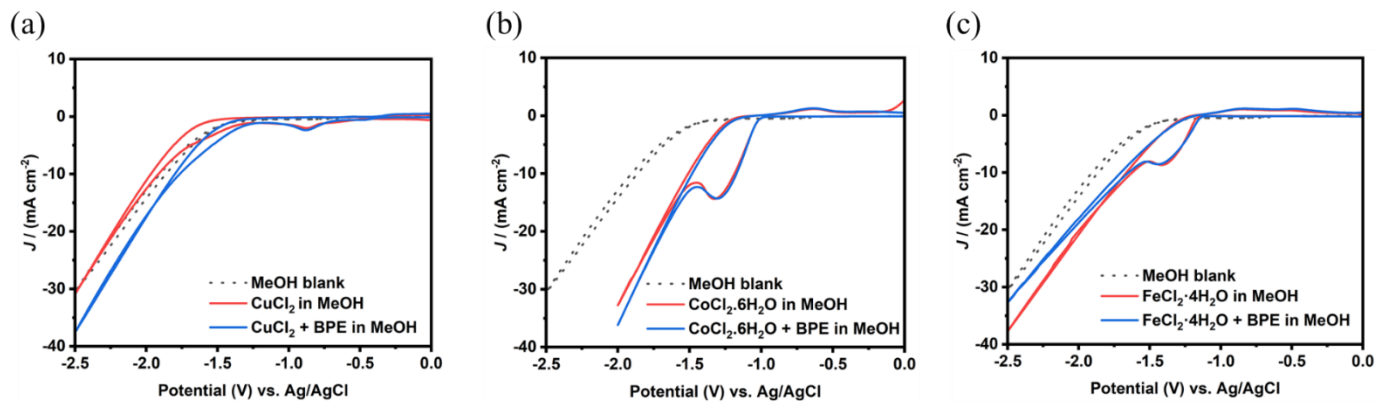 (a)
10
0
-10
-20
-30
-40
J / (mA cm⁻²)
MeOH blank
CuCl₂ in MeOH
CuCl₂ + BPE in MeOH
-2.5 -2.0 -1.5 -1.0 -0.5 0.0
Potential (V) vs. Ag/AgCl
(b)
10
0
-10
-20
-30
-40
J / (mA cm⁻²)
MeOH blank
CoCl₂.6H₂O in MeOH
CoCl₂.6H₂O + BPE in MeOH
-2.5 -2.0 -1.5 -1.0 -0.5 0.0
Potential (V) vs. Ag/AgCl
(c)
10
0
-10
-20
-30
-40
J / (mA cm⁻²)
MeOH blank
FeCl₂·4H₂O in MeOH
FeCl₂·4H₂O + BPE in MeOH
-2.5 -2.0 -1.5 -1.0 -0.5 0.0
Potential (V) vs. Ag/AgCl